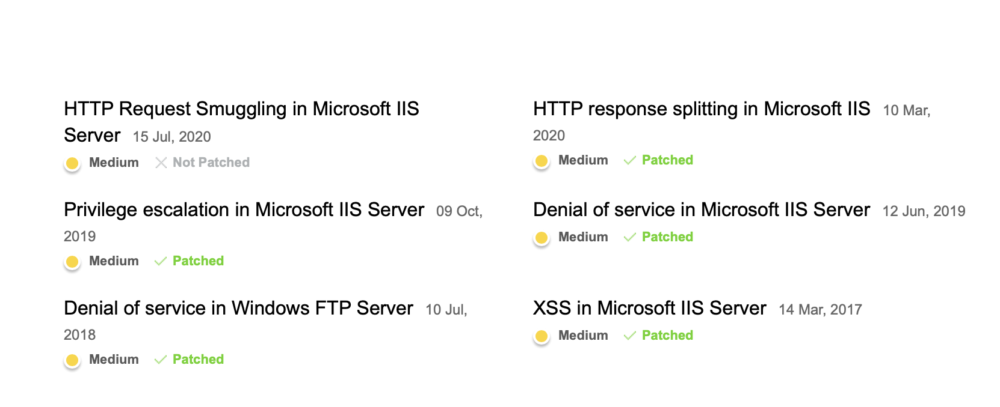 HTTP Request Smuggling in Microsoft IIS
Server 15 Jul, 2020
Medium Not Patched
HTTP response splitting in Microsoft IIS 10 Mar,
2020
Medium Patched
Privilege escalation in Microsoft IIS Server 09 Oct,
2019
Medium Patched
Denial of service in Microsoft IIS Server 12 Jun, 2019
Medium Patched
Denial of service in Windows FTP Server 10 Jul,
2018
Medium Patched
XSS in Microsoft IIS Server 14 Mar, 2017
Medium Patched